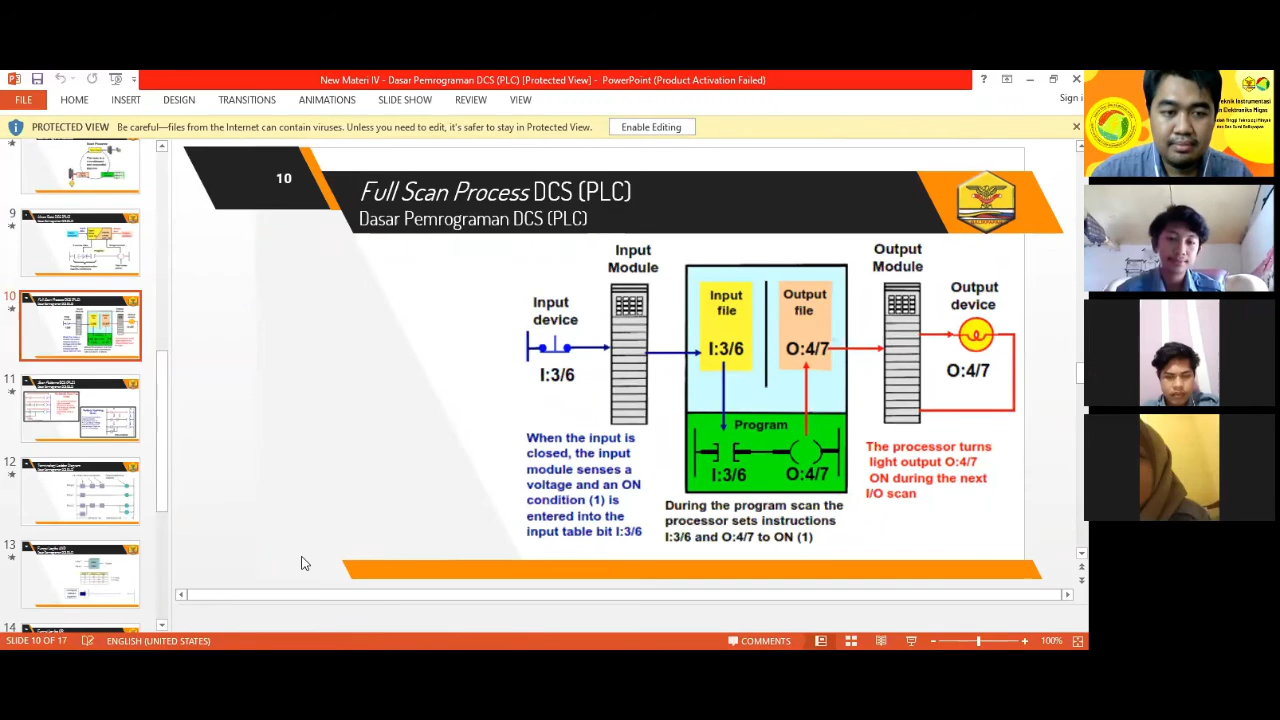 New Materi IV - Dasar Pemrograman DCS (PLC) [Protected View] - PowerPoint (Product Activation Failed)
?
FILE
HOME
INSERT
DESIGN
TRANSITIONS
ANIMATIONS
SLIDE SHOW
REVIEW
VIEW
Sign i
PROTECTED VIEW
Be careful—files from the Internet can contain viruses. Unless you need to edit, it's safer to stay in Protected View.
Enable Editing
9
10
11
12
13
14
10
Full Scan Process DCS (PLC)
Dasar Pemrograman DCS (PLC)
Input
device
I:3/6
Input
Module
Input
file
I:3/6
Output
file
O:4/7
Program
I:3/6
O:4/7
Output
Module
Output
device
O:4/7
When the input is
closed, the input
module senses a
voltage and an ON
condition (1) is
entered into the
input table bit I:3/6
During the program scan the
processor sets instructions
I:3/6 and O:4/7 to ON (1)
The processor turns
light output O:4/7
ON during the next
I/O scan
SLIDE 10 OF 17
ENGLISH (UNITED STATES)
COMMENTS
100%
Teknik Instrumentasi
Elektronika Migas